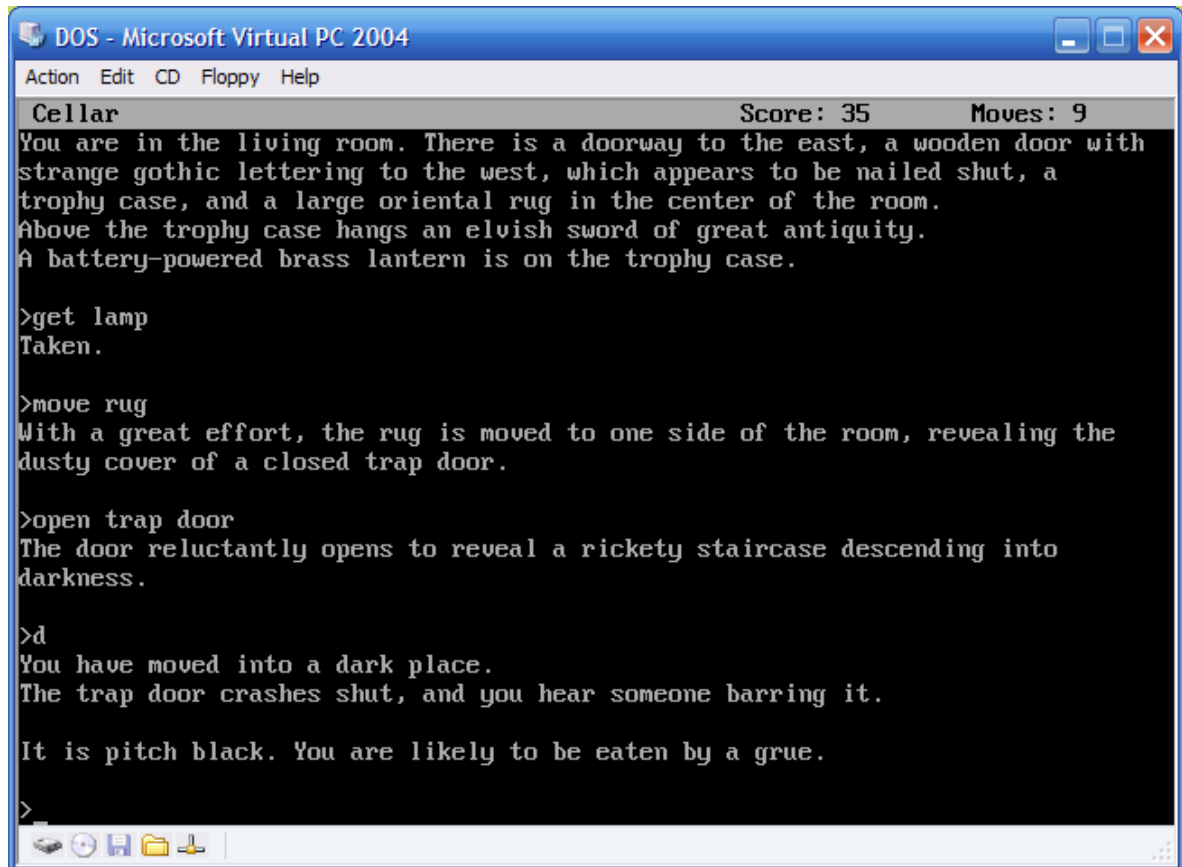 DOS - Microsoft Virtual PC 2004
Action Edit CD Floppy Help
Cellar Score: 35 Moves: 9
You are in the living room. There is a doorway to the east, a wooden door with
strange gothic lettering to the west, which appears to be nailed shut, a
trophy case, and a large oriental rug in the center of the room.
Above the trophy case hangs an elvish sword of great antiquity.
A battery-powered brass lantern is on the trophy case.
>get lamp
Taken.
>move rug
With a great effort, the rug is moved to one side of the room, revealing the
dusty cover of a closed trap door.
>open trap door
The door reluctantly opens to reveal a rickety staircase descending into
darkness.
>d
You have moved into a dark place.
The trap door crashes shut, and you hear someone barring it.
It is pitch black. You are likely to be eaten by a grue.
>_